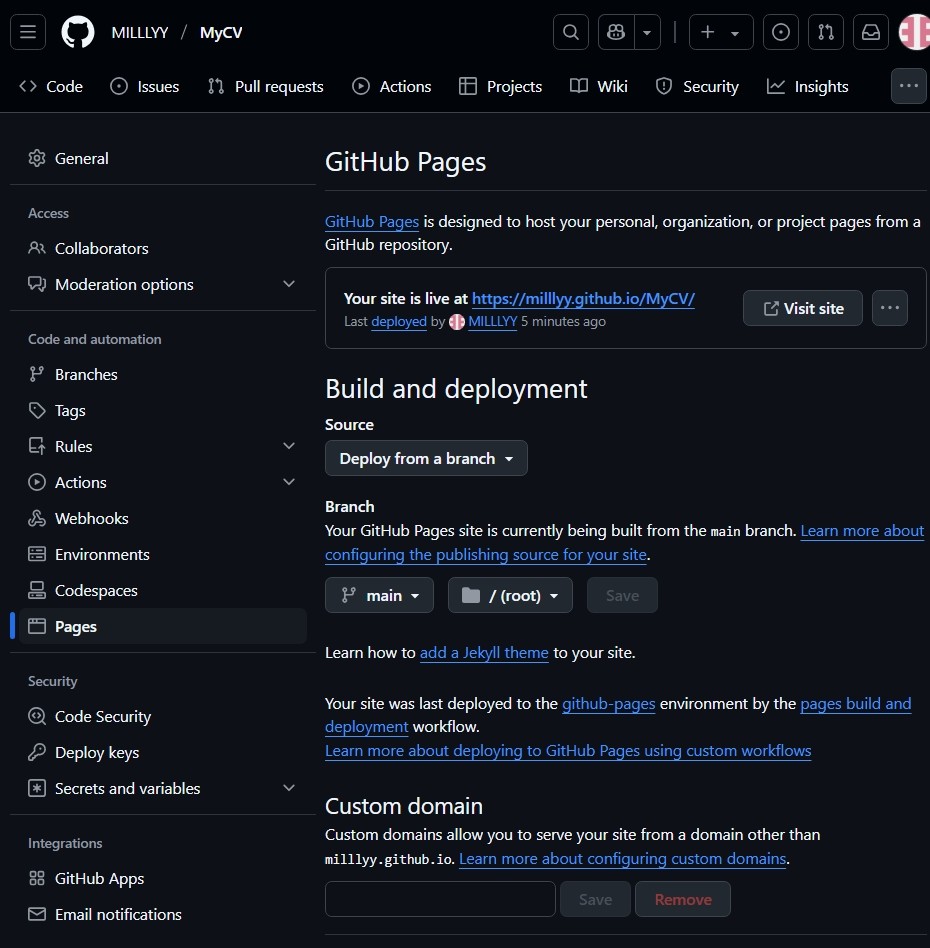 MILLLYY / MyCV
Code Issues Pull requests Actions Projects Wiki Security Insights
General
Access
Collaborators
Moderation options
Code and automation
Branches
Tags
Rules
Actions
Webhooks
Environments
Codespaces
Pages
Security
Code Security
Deploy keys
Secrets and variables
Integrations
GitHub Apps
Email notifications
GitHub Pages
GitHub Pages is designed to host your personal, organization, or project pages from a
GitHub repository.
Your site is live at https://milllyy.github.io/MyCV/
Last deployed by MILLLYY 5 minutes ago
Visit site
Build and deployment
Source
Deploy from a branch
Branch
Your GitHub Pages site is currently being built from the main branch. Learn more about
configuring the publishing source for your site.
main / (root) Save
Learn how to add a Jekyll theme to your site.
Your site was last deployed to the github-pages environment by the pages build and
deployment workflow.
Learn more about deploying to GitHub Pages using custom workflows
Custom domain
Custom domains allow you to serve your site from a domain other than
milllyy.github.io. Learn more about configuring custom domains.
Save Remove